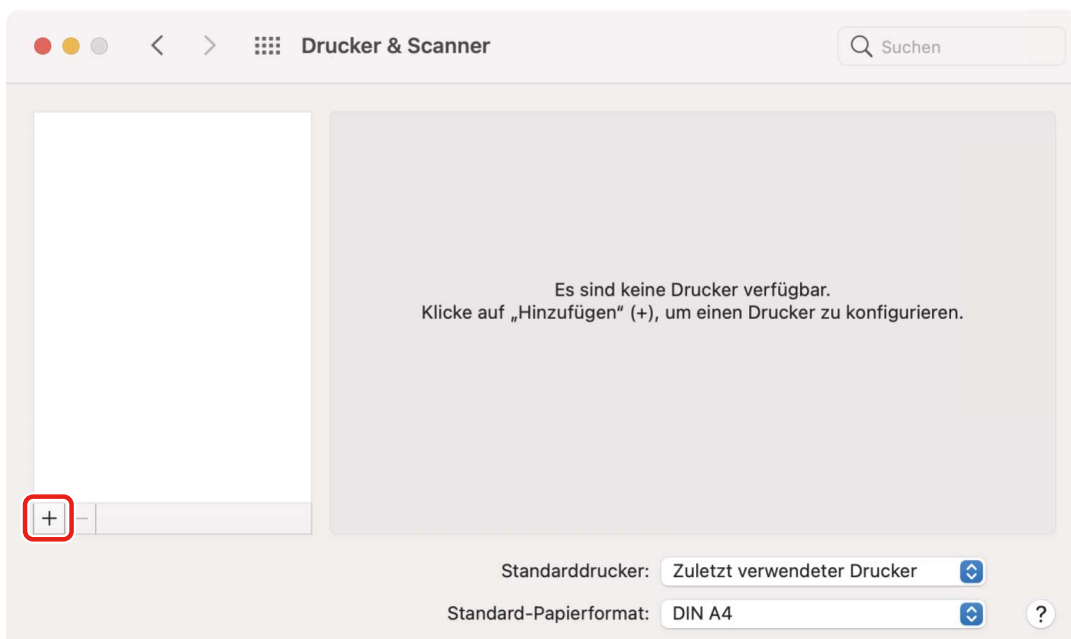 Drucker & Scanner
Suchen
Es sind keine Drucker verfügbar.
Klicke auf „Hinzufügen“ (+), um einen Drucker zu konfigurieren.
+ −
Standarddrucker: Zuletzt verwendeter Drucker
Standard-Papierformat: DIN A4
?